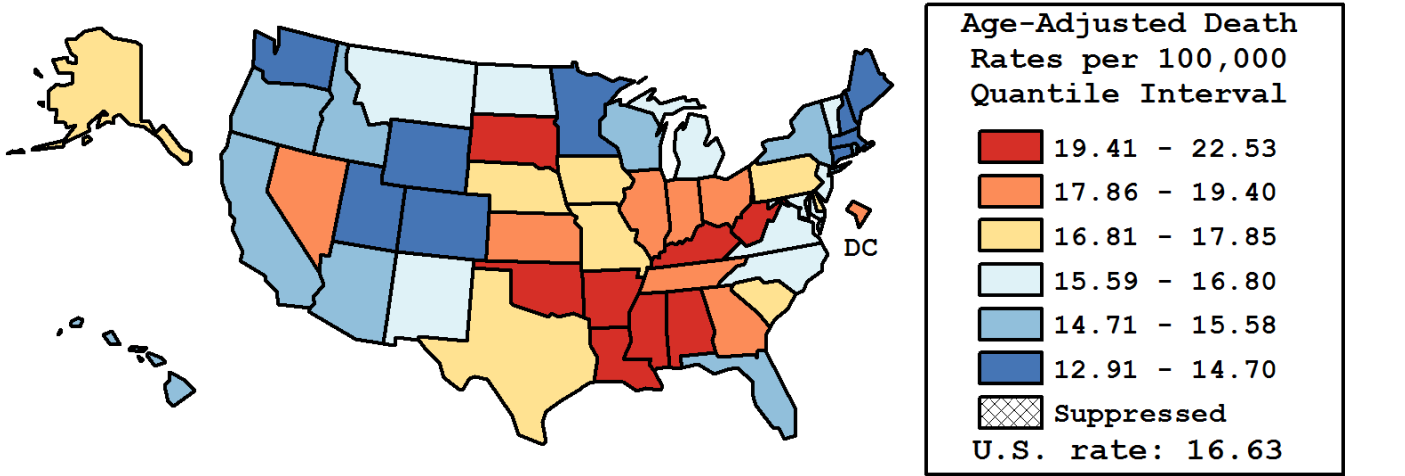 Age-Adjusted Death
Rates per 100,000
Quantile Interval
19.41 - 22.53
17.86 - 19.40
16.81 - 17.85
15.59 - 16.80
14.71 - 15.58
12.91 - 14.70
Suppressed
U.S. rate: 16.63
DC